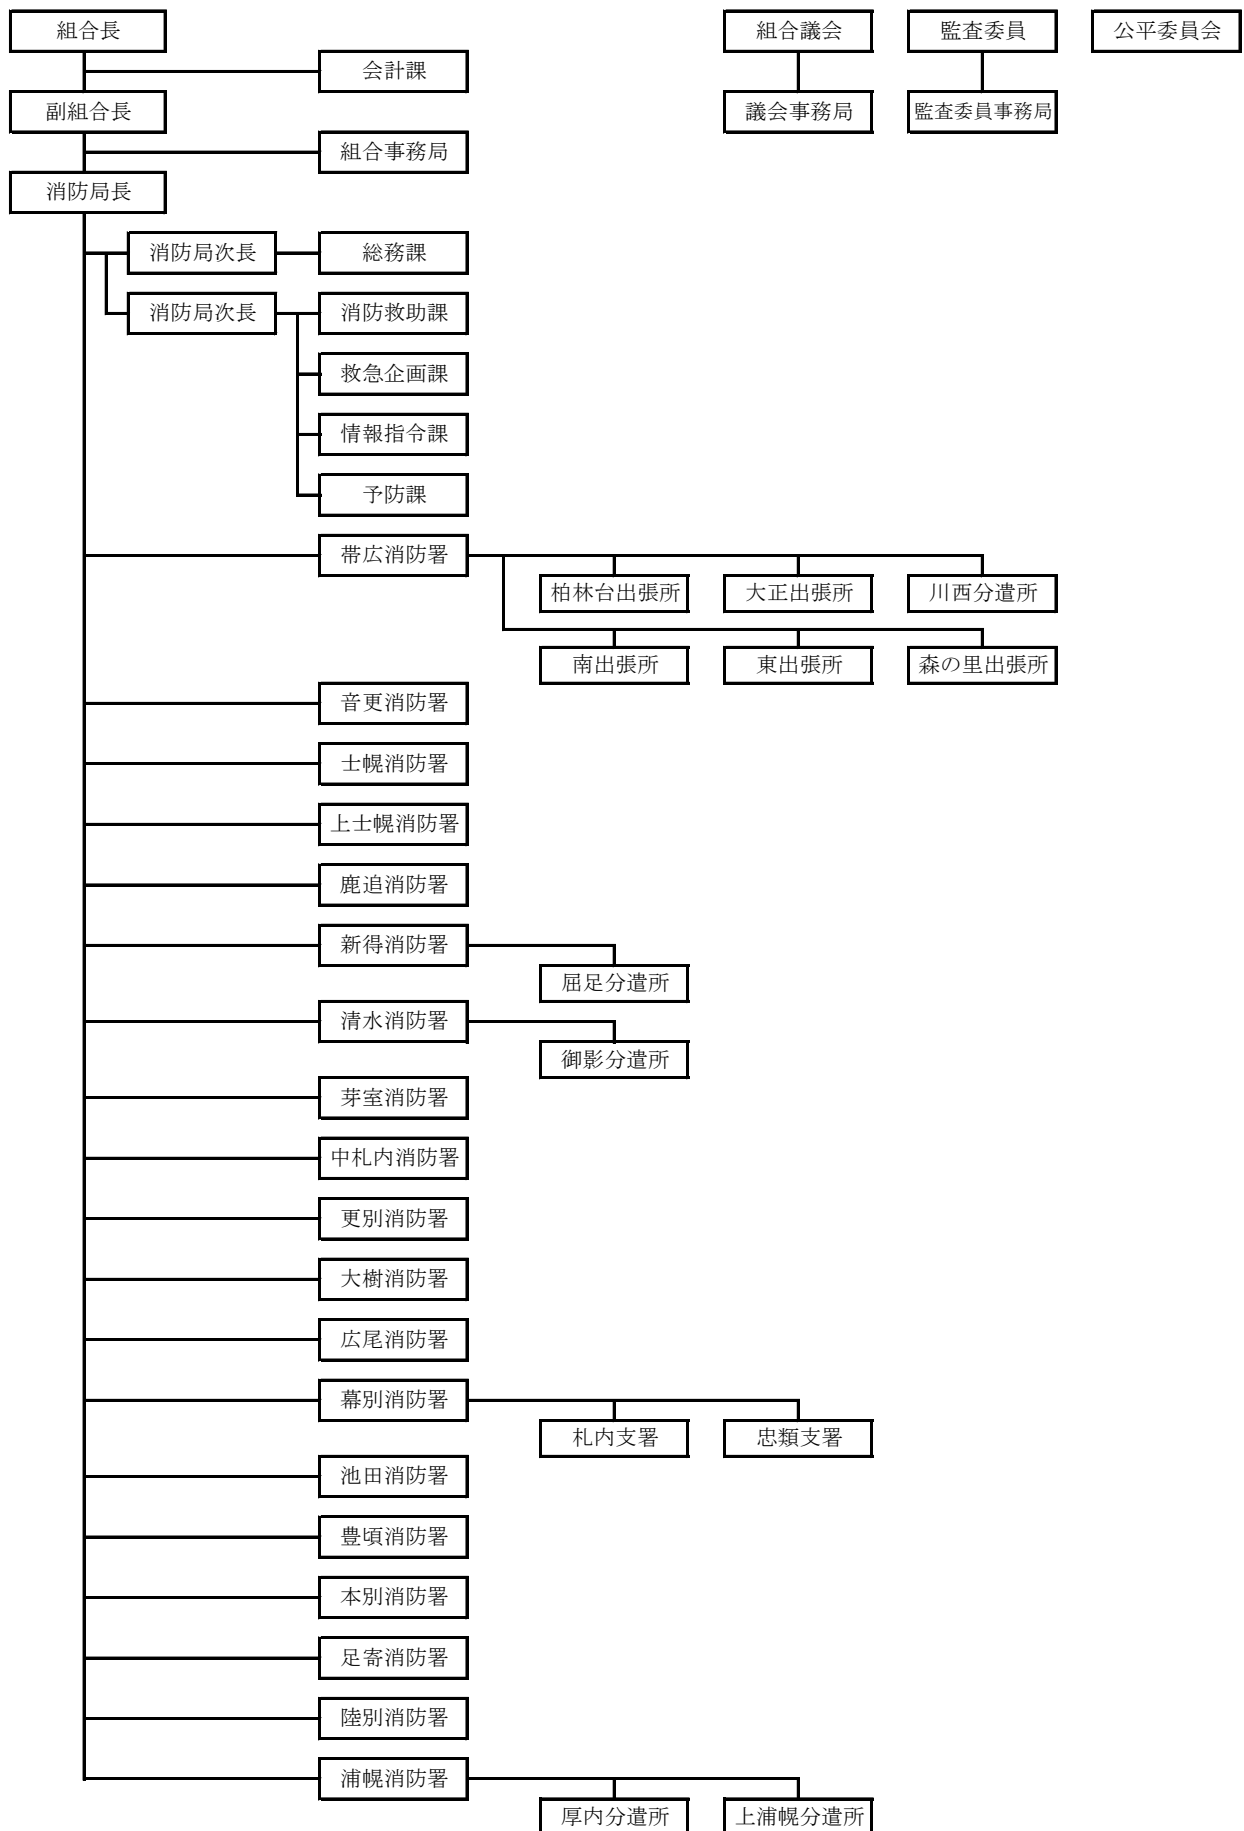 組合長
組合議会
監査委員
公平委員会
会計課
副組合長
議会事務局
監査委員事務局
組合事務局
消防局長
消防局次長
総務課
消防局次長
消防救助課
救急企画課
情報指令課
予防課
帯広消防署
柏林台出張所
大正出張所
川西分遣所
南出張所
東出張所
森の里出張所
音更消防署
士幌消防署
上士幌消防署
鹿追消防署
新得消防署
屈足分遣所
清水消防署
御影分遣所
芽室消防署
中札内消防署
更別消防署
大樹消防署
広尾消防署
幕別消防署
札内支署
忠類支署
池田消防署
豊頃消防署
本別消防署
足寄消防署
陸別消防署
浦幌消防署
厚内分遣所
上浦幌分遣所